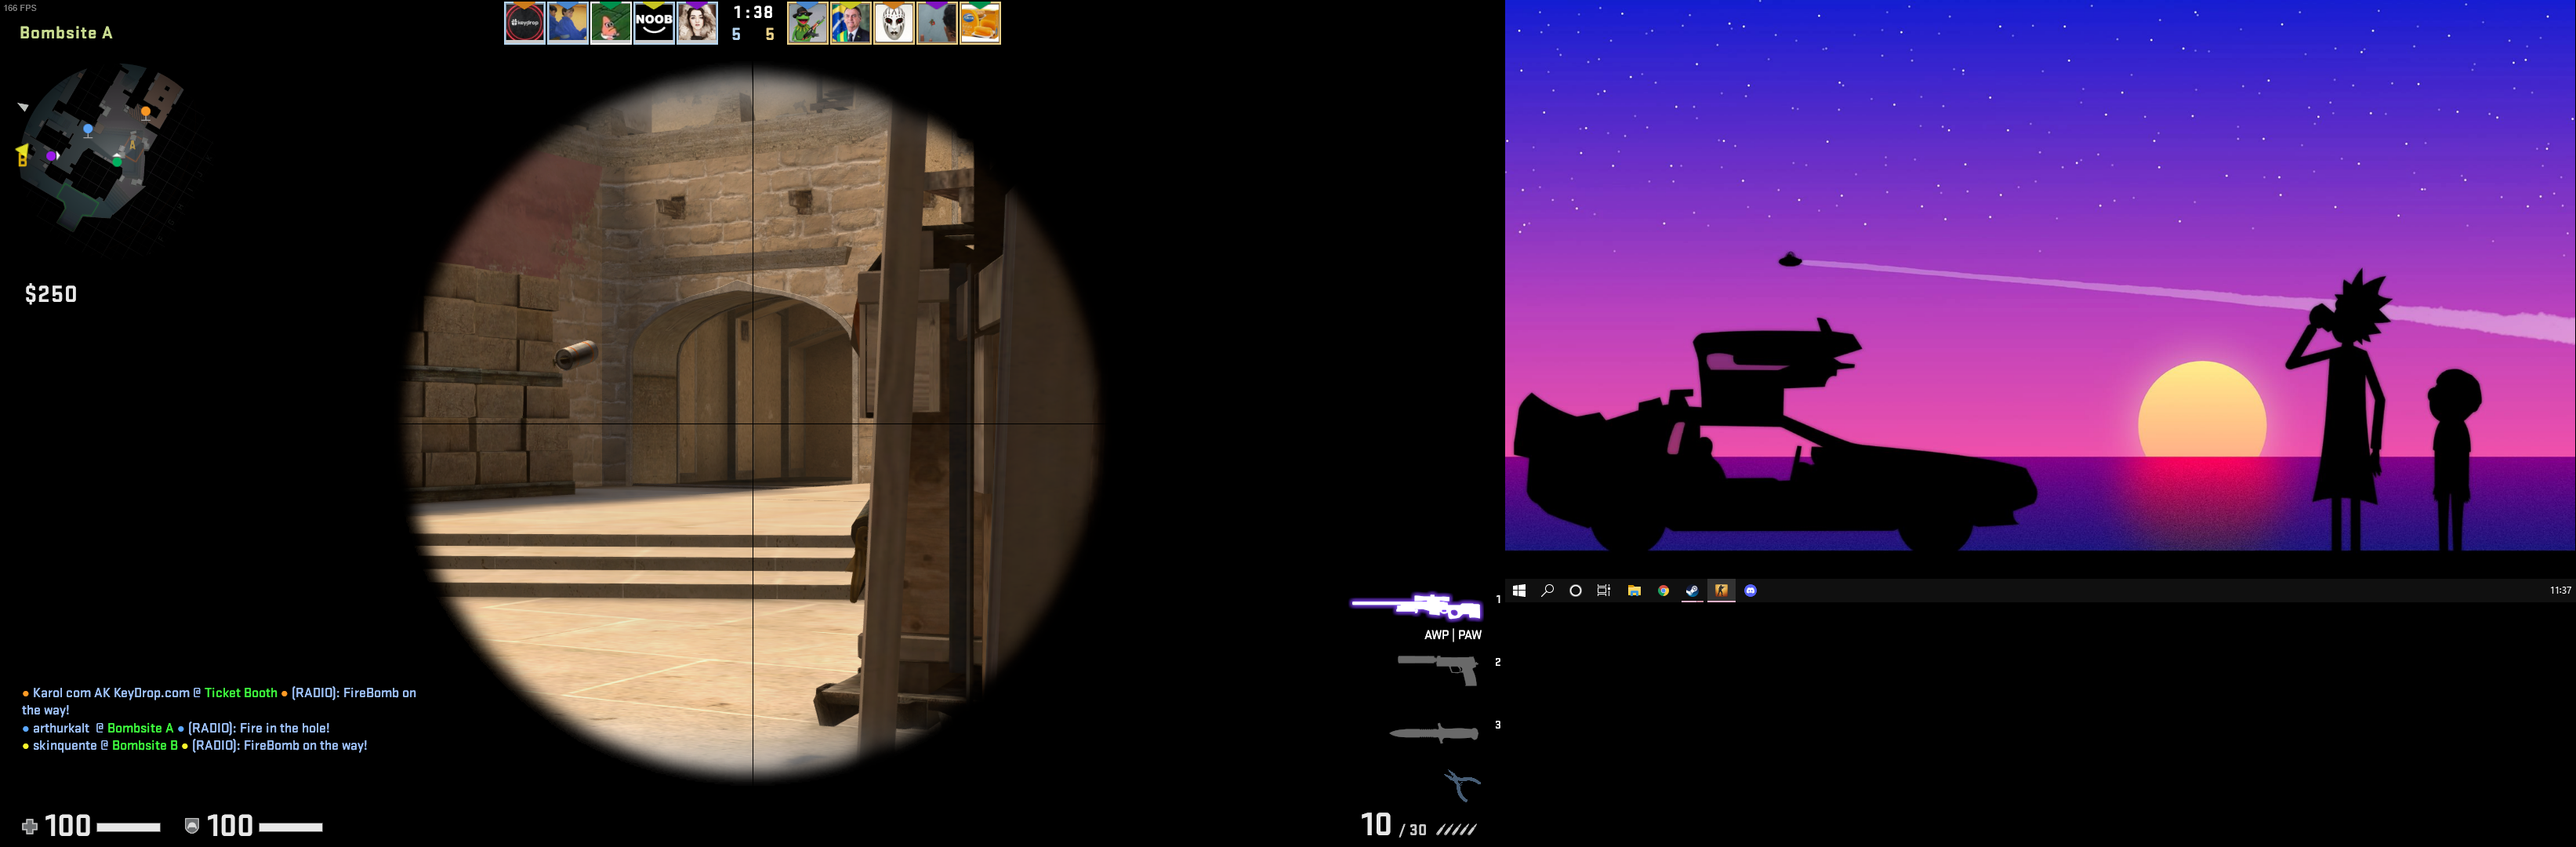 166 FPS
Bombsite A
keydrop
NOOB
1:38
5 5
A
B
$250
● Karol com AK KeyDrop.com @ Ticket Booth ● (RADIO): FireBomb on
the way!
● arthurkalt @ Bombsite A ● (RADIO): Fire in the hole!
● skinquente @ Bombsite B ● (RADIO): FireBomb on the way!
100 100
1
AWP | PAW
2
3
10 / 30
11:37